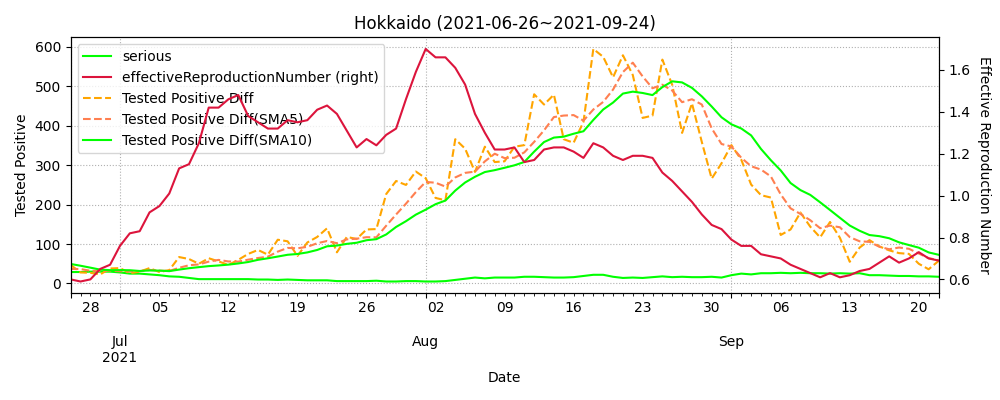 Hokkaido (2021-06-26~2021-09-24)
serious
effectiveReproductionNumber (right)
Tested Positive Diff
Tested Positive Diff(SMA5)
Tested Positive Diff(SMA10)
Tested Positive
600
500
400
300
200
100
0
1.6
1.4
1.2
1.0
0.8
0.6
Effective Reproduction Number
28 05 12 19 26 02 09 16 23 30 06 13 20
Jul Aug Sep
2021
Date